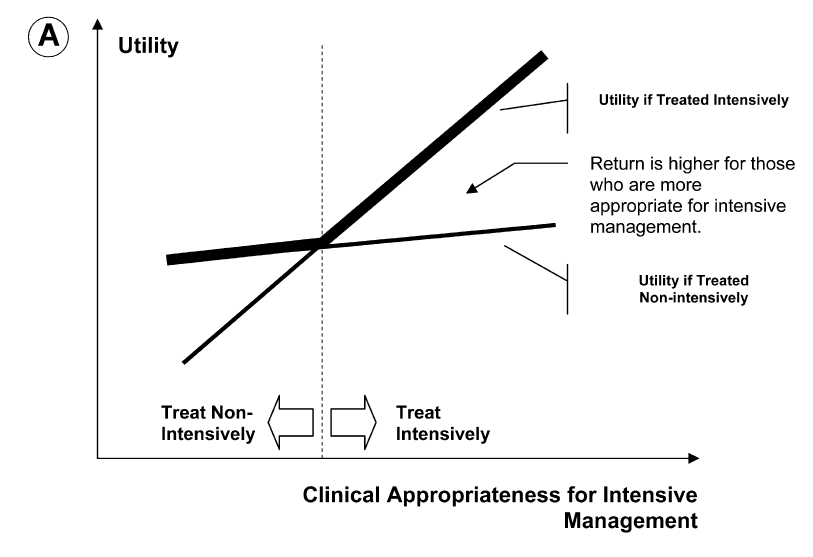 A
Utility
Utility if Treated Intensively
Return is higher for those
who are more
appropriate for intensive
management.
Utility if Treated
Non-intensively
Treat Non-
Intensively
Treat
Intensively
Clinical Appropriateness for Intensive
Management